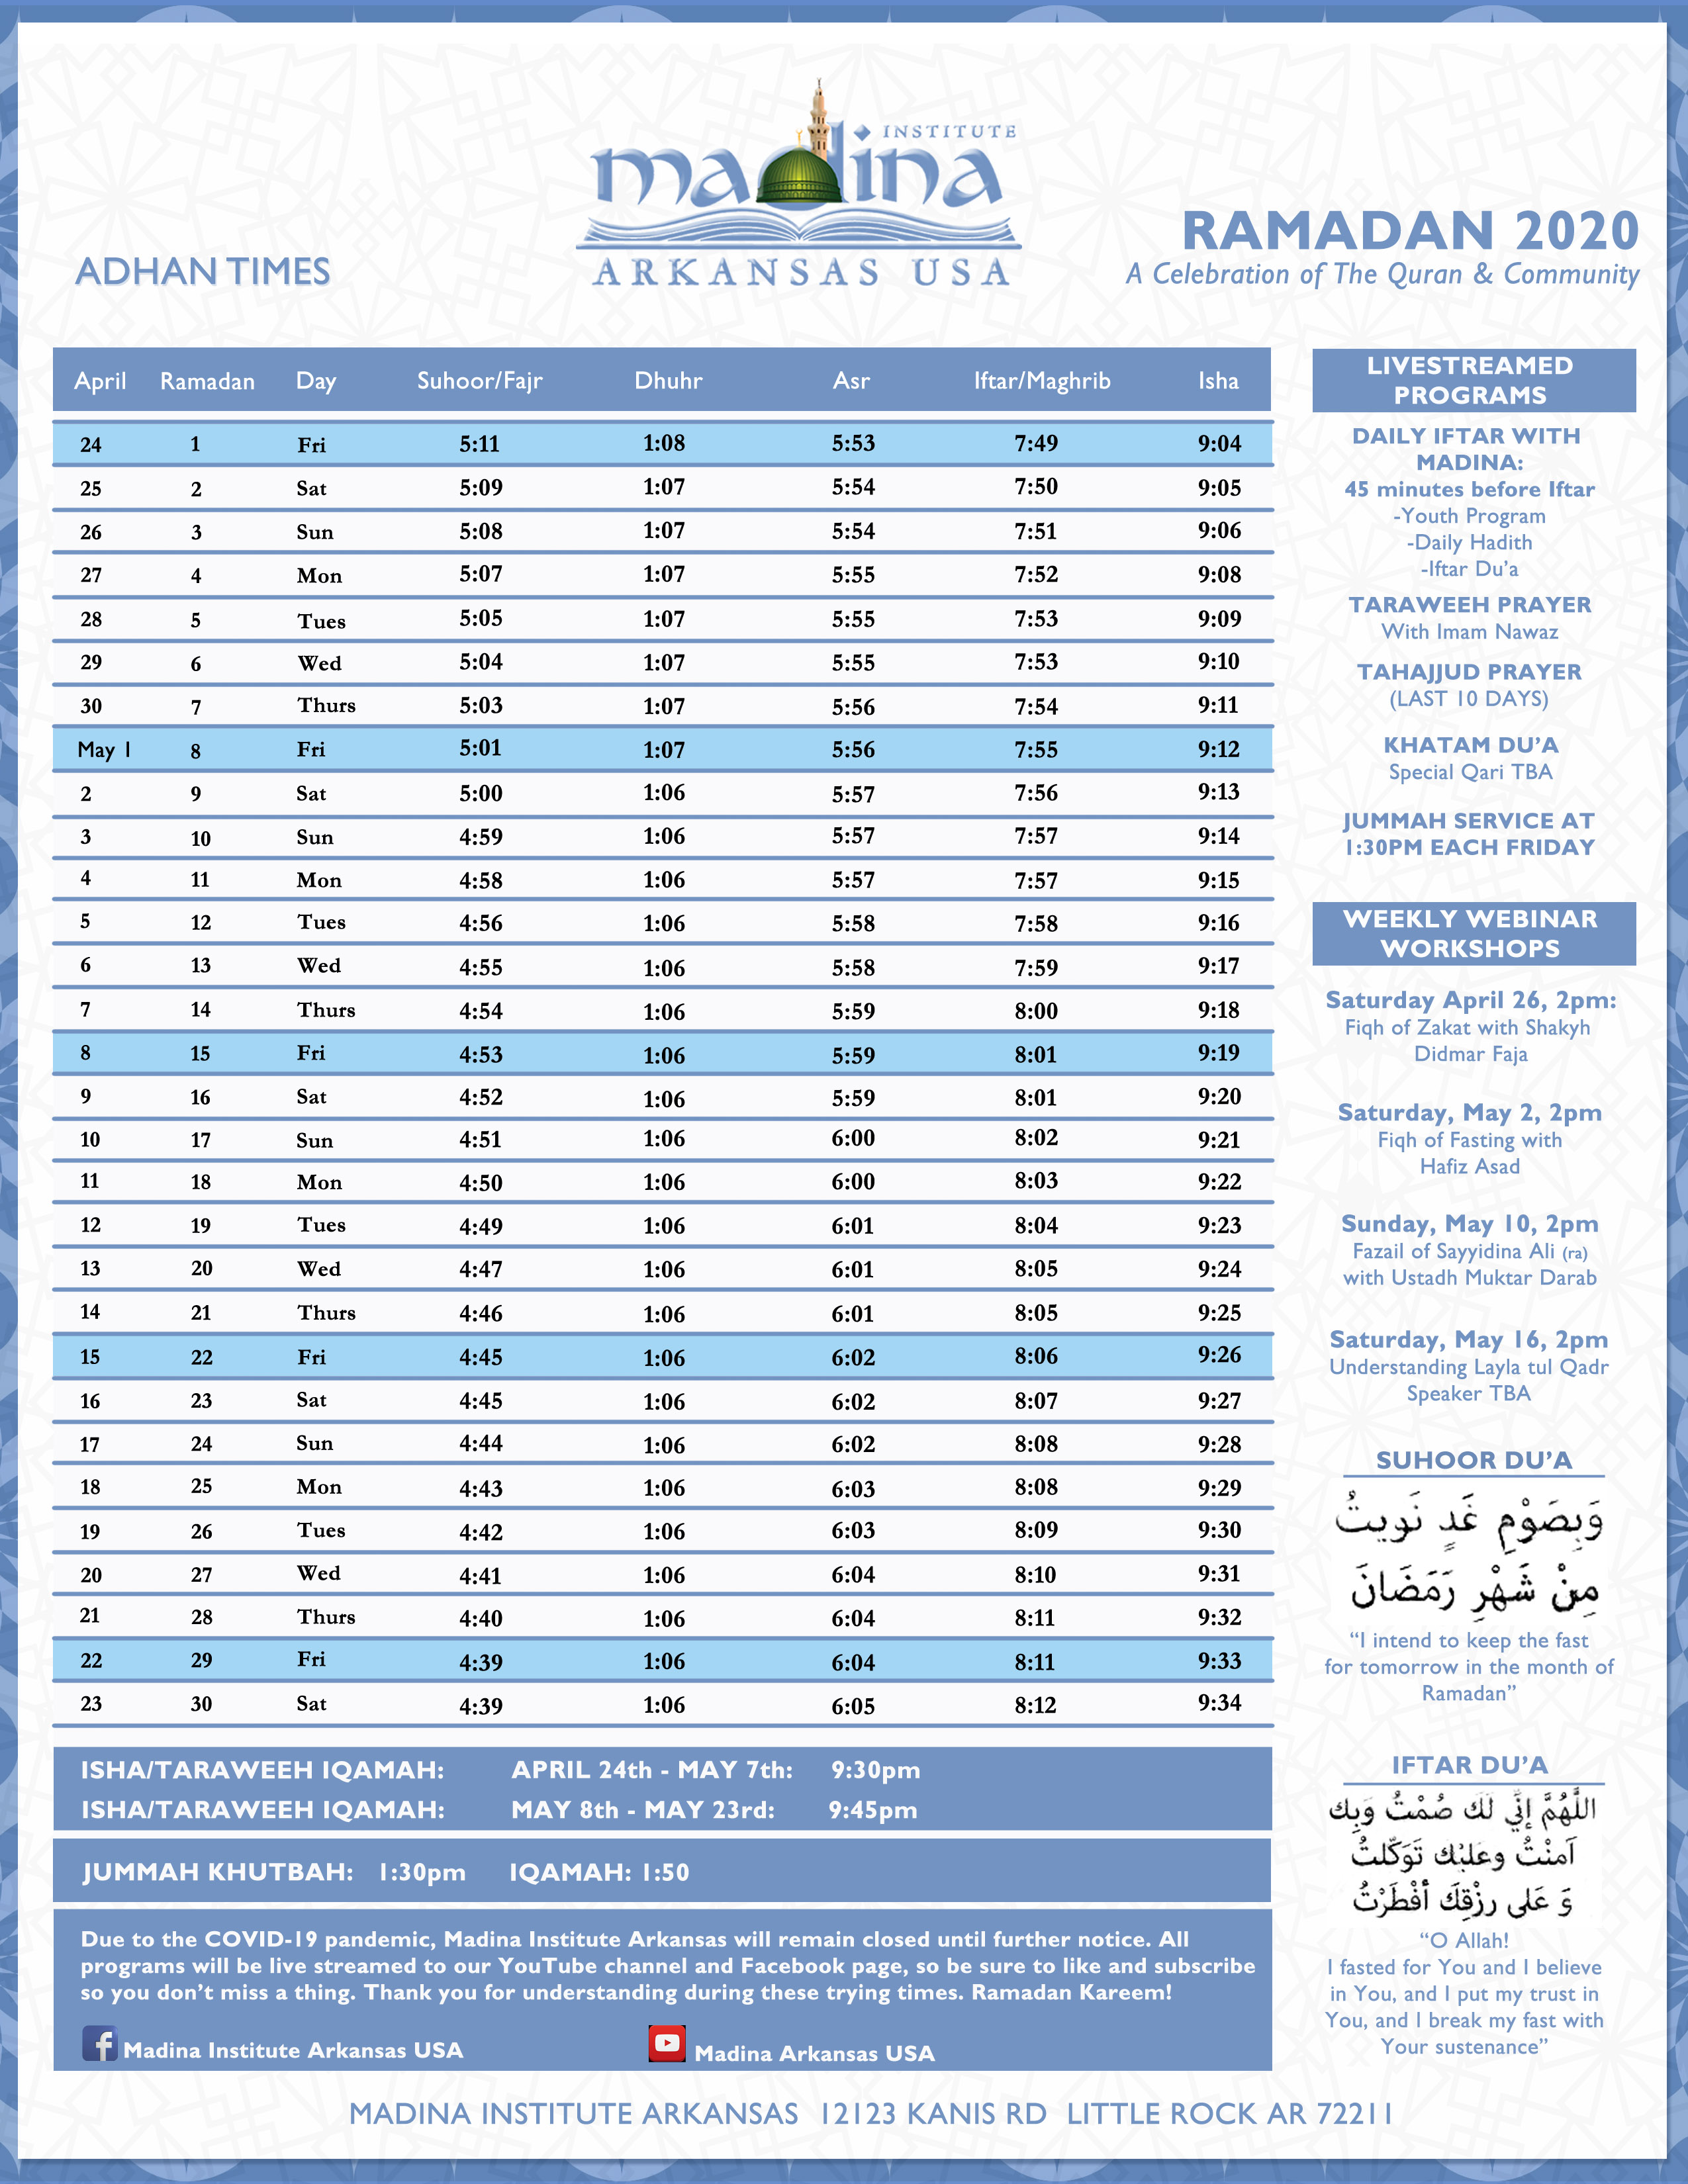 INSTITUTE
madina
ARKANSAS USA
ADHAN TIMES
RAMADAN 2020
A Celebration of The Quran & Community
April Ramadan Day Suhoor/Fajr Dhuhr Asr Iftar/Maghrib Isha
24 1 Fri 5:11 1:08 5:53 7:49 9:04
25 2 Sat 5:09 1:07 5:54 7:50 9:05
26 3 Sun 5:08 1:07 5:54 7:51 9:06
27 4 Mon 5:07 1:07 5:55 7:52 9:08
28 5 Tues 5:05 1:07 5:55 7:53 9:09
29 6 Wed 5:04 1:07 5:55 7:53 9:10
30 7 Thurs 5:03 1:07 5:56 7:54 9:11
May 1 8 Fri 5:01 1:07 5:56 7:55 9:12
2 9 Sat 5:00 1:06 5:57 7:56 9:13
3 10 Sun 4:59 1:06 5:57 7:57 9:14
4 11 Mon 4:58 1:06 5:57 7:57 9:15
5 12 Tues 4:56 1:06 5:58 7:58 9:16
6 13 Wed 4:55 1:06 5:58 7:59 9:17
7 14 Thurs 4:54 1:06 5:59 8:00 9:18
8 15 Fri 4:53 1:06 5:59 8:01 9:19
9 16 Sat 4:52 1:06 5:59 8:01 9:20
10 17 Sun 4:51 1:06 6:00 8:02 9:21
11 18 Mon 4:50 1:06 6:00 8:03 9:22
12 19 Tues 4:49 1:06 6:01 8:04 9:23
13 20 Wed 4:47 1:06 6:01 8:05 9:24
14 21 Thurs 4:46 1:06 6:01 8:05 9:25
15 22 Fri 4:45 1:06 6:02 8:06 9:26
16 23 Sat 4:45 1:06 6:02 8:07 9:27
17 24 Sun 4:44 1:06 6:02 8:08 9:28
18 25 Mon 4:43 1:06 6:03 8:08 9:29
19 26 Tues 4:42 1:06 6:03 8:09 9:30
20 27 Wed 4:41 1:06 6:04 8:10 9:31
21 28 Thurs 4:40 1:06 6:04 8:11 9:32
22 29 Fri 4:39 1:06 6:04 8:11 9:33
23 30 Sat 4:39 1:06 6:05 8:12 9:34
ISHA/TARAWEEH IQAMAH: APRIL 24th - MAY 7th: 9:30pm
ISHA/TARAWEEH IQAMAH: MAY 8th - MAY 23rd: 9:45pm
JUMMAH KHUTBAH: 1:30pm IQAMAH: 1:50
Due to the COVID-19 pandemic, Madina Institute Arkansas will remain closed until further notice. All
programs will be live streamed to our YouTube channel and Facebook page, so be sure to like and subscribe
so you don't miss a thing. Thank you for understanding during these trying times. Ramadan Kareem!
Madina Institute Arkansas USA
Madina Arkansas USA
LIVESTREAMED
PROGRAMS
DAILY IFTAR WITH
MADINA:
45 minutes before Iftar
-Youth Program
-Daily Hadith
-Iftar Du'a
TARAWEEH PRAYER
With Imam Nawaz
TAHAJJUD PRAYER
(LAST 10 DAYS)
KHATAM DU'A
Special Qari TBA
JUMMAH SERVICE AT
1:30PM EACH FRIDAY
WEEKLY WEBINAR
WORKSHOPS
Saturday April 26, 2pm:
Fiqh of Zakat with Shakyh
Didmar Faja
Saturday, May 2, 2pm
Fiqh of Fasting with
Hafiz Asad
Sunday, May 10, 2pm
Fazail of Sayyidina Ali (ra)
with Ustadh Muktar Darab
Saturday, May 16, 2pm
Understanding Layla tul Qadr
Speaker TBA
SUHOOR DU'A
وَبِصَوْمِ غَدٍ نَويتُ
مِنْ شَهْرِ رَمَضَانَ
"I intend to keep the fast
for tomorrow in the month of
Ramadan"
IFTAR DU'A
اللَّهُمَّ إِنِّي لَكَ صُمْتُ وَبِك
آمَنْتُ وعَلَيْك تَوَكّلتُ
وَ عَلى رِزْقِكَ أَفْطَرْتُ
"O Allah!
I fasted for You and I believe
in You, and I put my trust in
You, and I break my fast with
Your sustenance"
MADINA INSTITUTE ARKANSAS 12123 KANIS RD LITTLE ROCK AR 72211